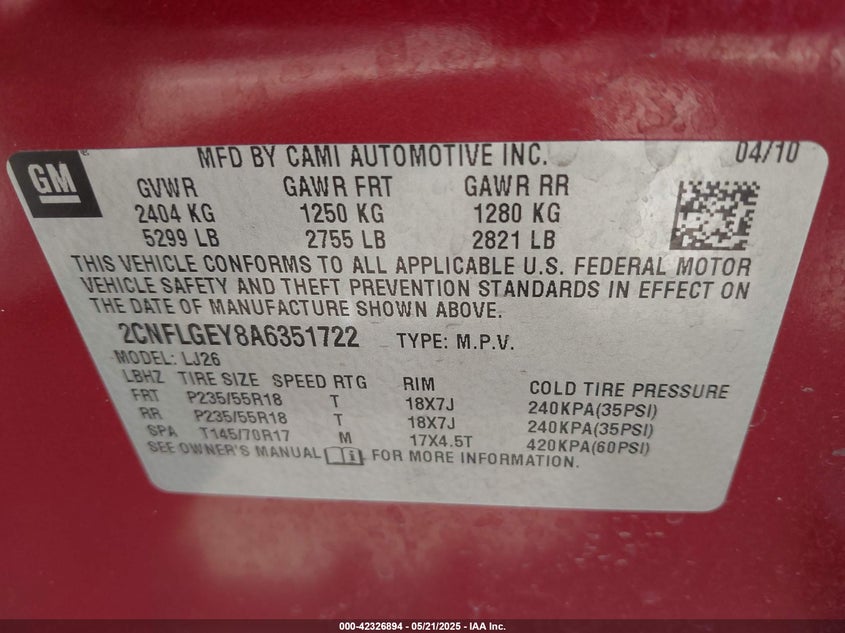 GM
MFD BY CAMI AUTOMOTIVE INC. 04/10
GVWR GAWR FRT GAWR RR
2404 KG 1250 KG 1280 KG
5299 LB 2755 LB 2821 LB
THIS VEHICLE CONFORMS TO ALL APPLICABLE U.S. FEDERAL MOTOR
VEHICLE SAFETY AND THEFT PREVENTION STANDARDS IN EFFECT ON
THE DATE OF MANUFACTURE SHOWN ABOVE.
2CNFLGEY8A6351722 TYPE: M.P.V.
MODEL: LJ26
LBHZ TIRE SIZE SPEED RTG RIM COLD TIRE PRESSURE
FRT P235/55R18 T 18X7J 240KPA(35PSI)
RR P235/55R18 T 18X7J 240KPA(35PSI)
SPA T145/70R17 M 17X4.5T 420KPA(60PSI)
SEE OWNER'S MANUAL FOR MORE INFORMATION.
000-42326894 - 05/21/2025 - IAA Inc.